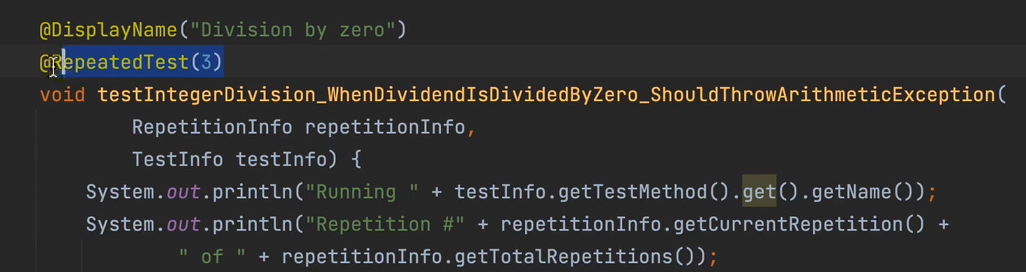 @DisplayName("Division by zero")
@RepeatedTest(3)
void testIntegerDivision_WhenDividendIsDividedByZero_ShouldThrowArithmeticException(
RepetitionInfo repetitionInfo,
TestInfo testInfo) {
System.out.println("Running " + testInfo.getTestMethod().get().getName());
System.out.println("Repetition #" + repetitionInfo.getCurrentRepetition() +
" of " + repetitionInfo.getTotalRepetitions());